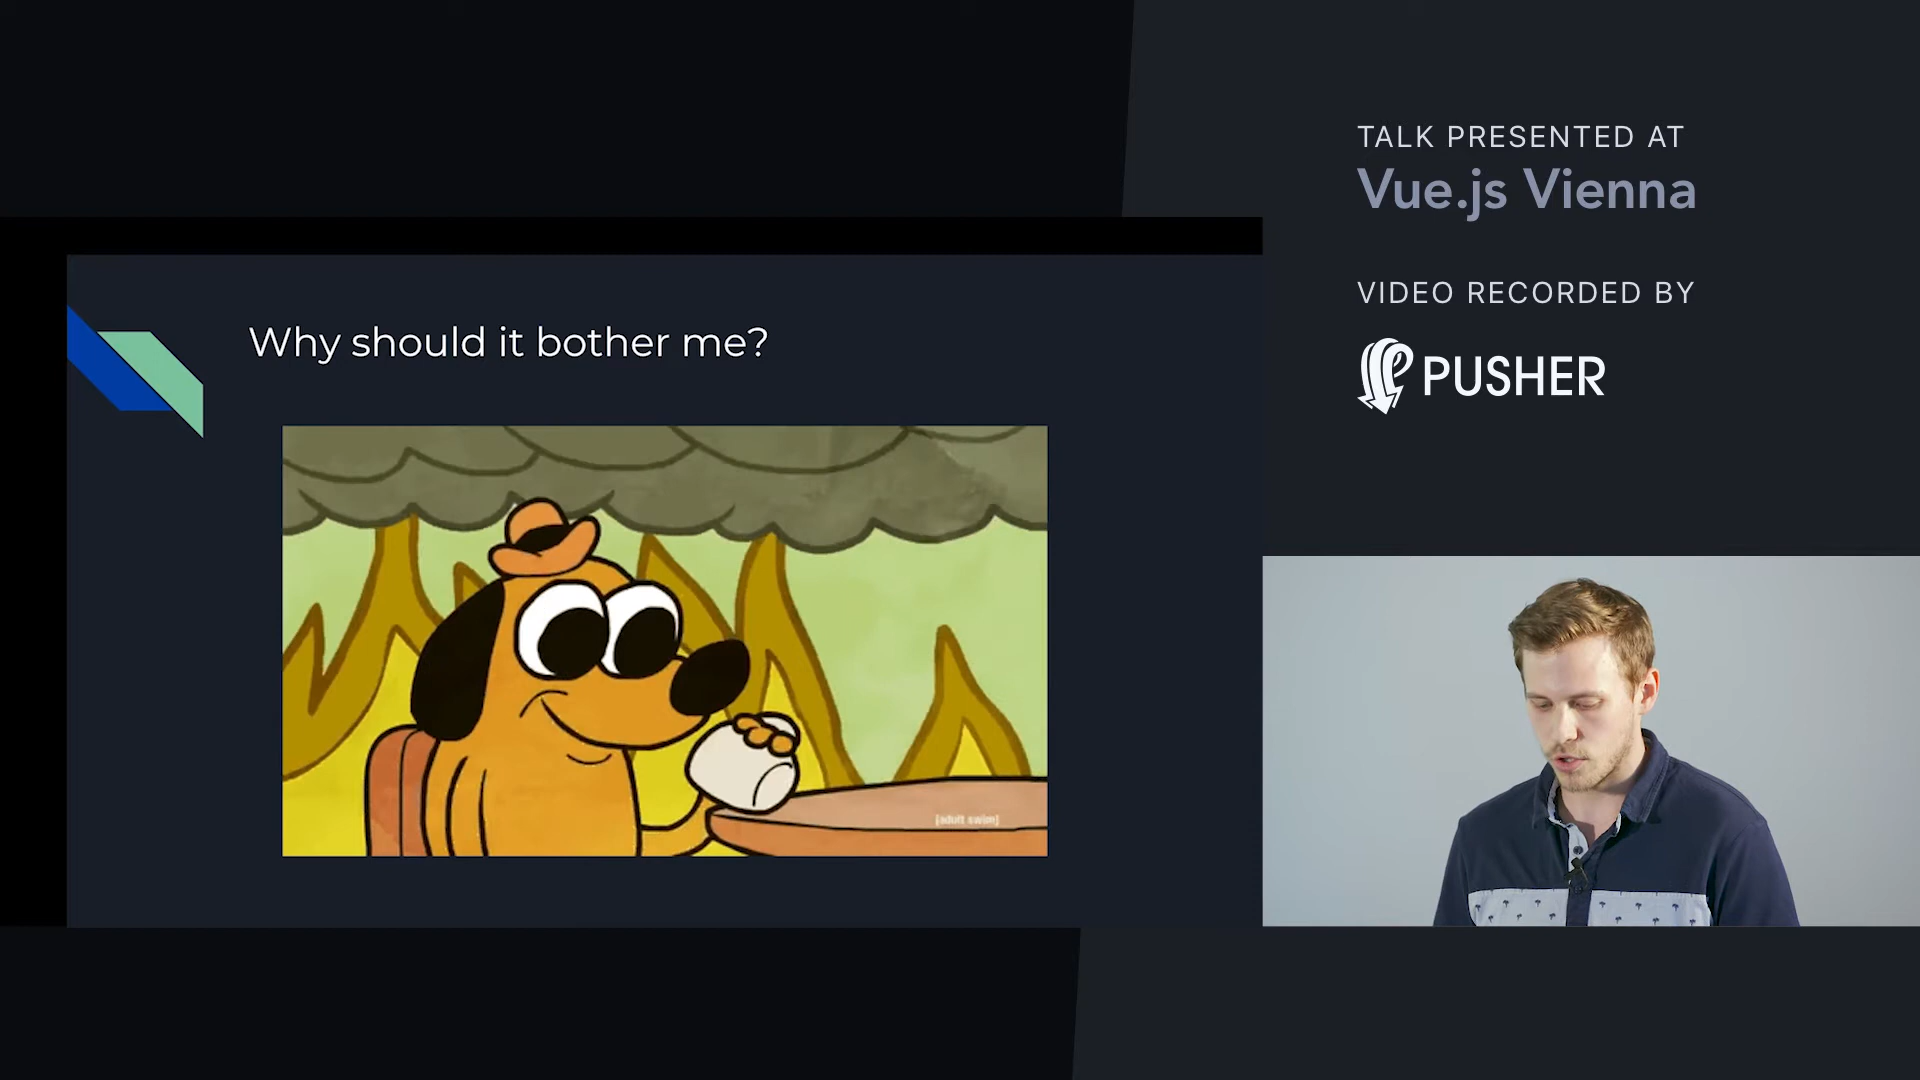 TALK PRESENTED AT
Vue.js Vienna
VIDEO RECORDED BY
PUSHER
Why should it bother me?
[adult swim]